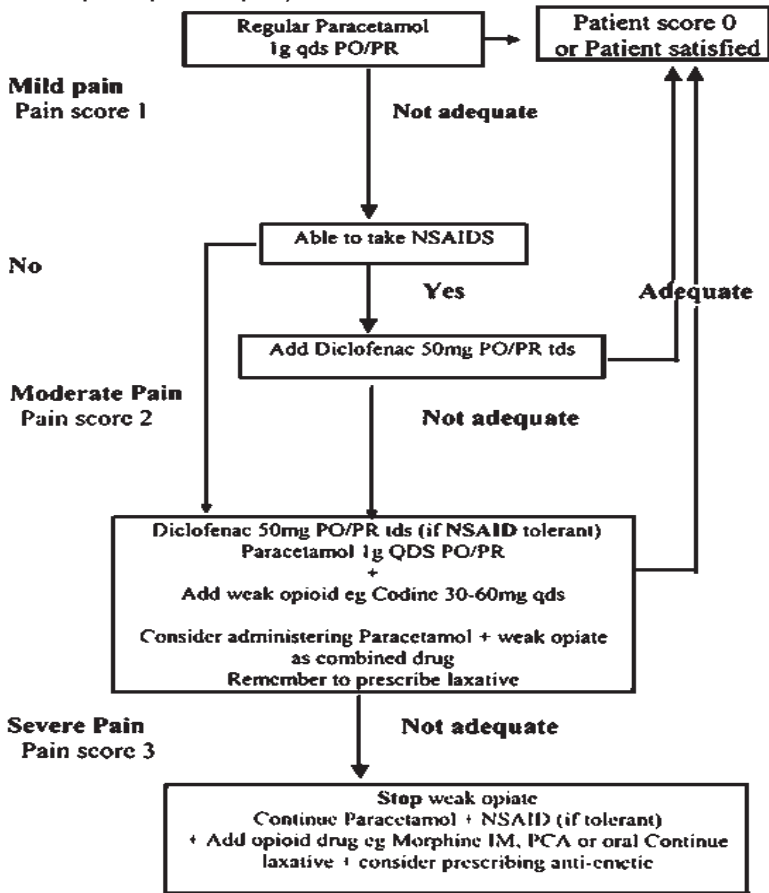 Regular Paracetamol
1g qds PO/PR
Patient score 0
or Patient satisfied
Mild pain
Pain score 1
Not adequate
Able to take NSAIDS
No
Yes
Adequate
Add Diclofenac 50mg PO/PR tds
Moderate Pain
Pain score 2
Not adequate
Diclofenac 50mg PO/PR tds (if NSAID tolerant)
Paracetamol 1g QDS PO/PR
+
Add weak opioid eg Codine 30-60mg qds
Consider administering Paracetamol + weak opiate
as combined drug
Remember to prescribe laxative
Severe Pain
Pain score 3
Not adequate
Stop weak opiate
Continue Paracetamol + NSAID (if tolerant)
+ Add opioid drug eg Morphine IM, PCA or oral Continue
laxative + consider prescribing anti-emetic